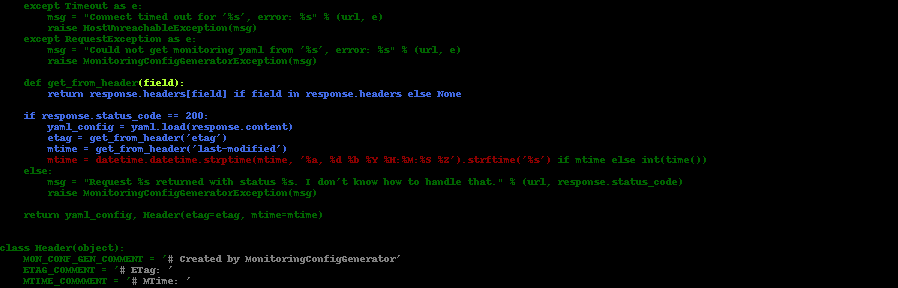 except Timeout as e:
msg = "Connect timed out for '%s', error: %s" % (url, e)
raise HostUnreachableException(msg)
except RequestException as e:
msg = "Could not get monitoring yaml from '%s', error: %s" % (url, e)
raise MonitoringConfigGeneratorException(msg)
def get_from_header(field):
return response.headers[field] if field in response.headers else None
if response.status_code == 200:
yaml_config = yaml.load(response.content)
etag = get_from_header('etag')
mtime = get_from_header('last-modified')
mtime = datetime.datetime.strptime(mtime, '%a, %d %b %Y %H:%M:%S %Z').strftime('%s') if mtime else int(time())
else:
msg = "Request %s returned with status %s. I don't know how to handle that." % (url, response.status_code)
raise MonitoringConfigGeneratorException(msg)
return yaml_config, Header(etag=etag, mtime=mtime)
class Header(object):
MON_CONF_GEN_COMMENT = '# Created by MonitoringConfigGenerator'
ETAG_COMMENT = '# ETag: '
MTIME_COMMMENT = '# MTime: '